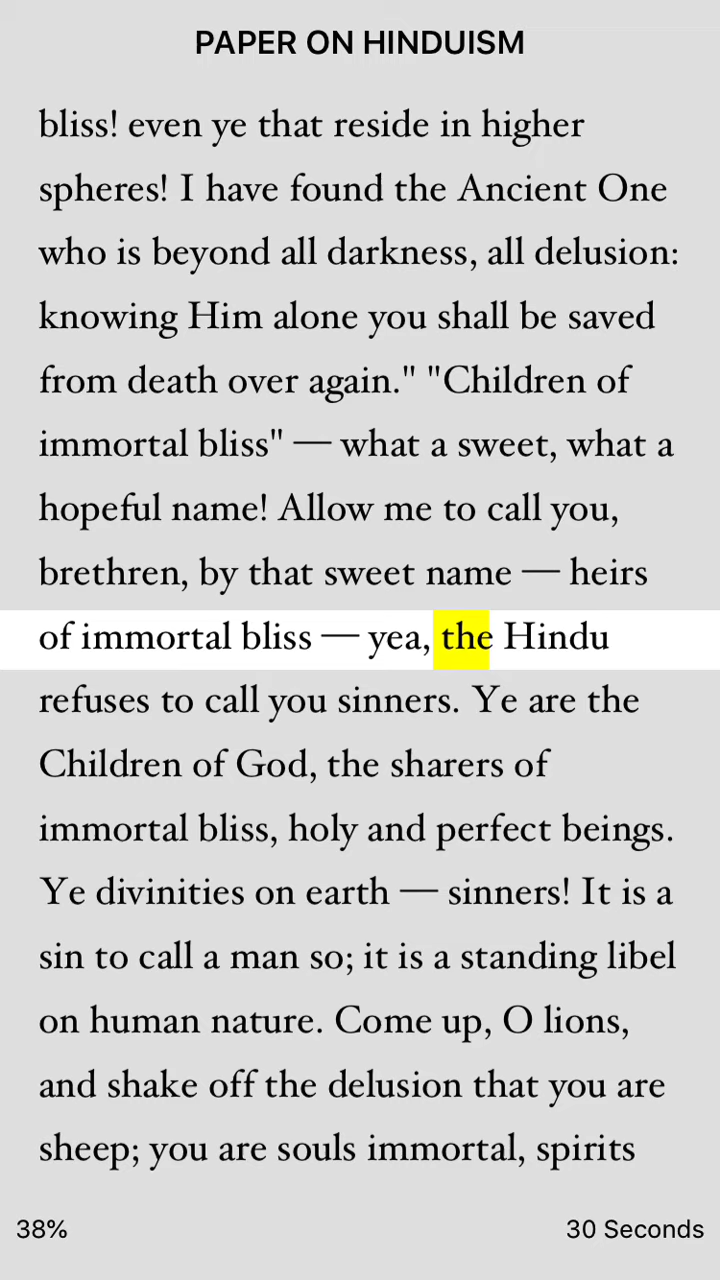 PAPER ON HINDUISM
bliss! even ye that reside in higher
spheres! I have found the Ancient One
who is beyond all darkness, all delusion:
knowing Him alone you shall be saved
from death over again." "Children of
immortal bliss" — what a sweet, what a
hopeful name! Allow me to call you,
brethren, by that sweet name — heirs
of immortal bliss — yea, the Hindu
refuses to call you sinners. Ye are the
Children of God, the sharers of
immortal bliss, holy and perfect beings.
Ye divinities on earth — sinners! It is a
sin to call a man so; it is a standing libel
on human nature. Come up, O lions,
and shake off the delusion that you are
sheep; you are souls immortal, spirits
38%
30 Seconds